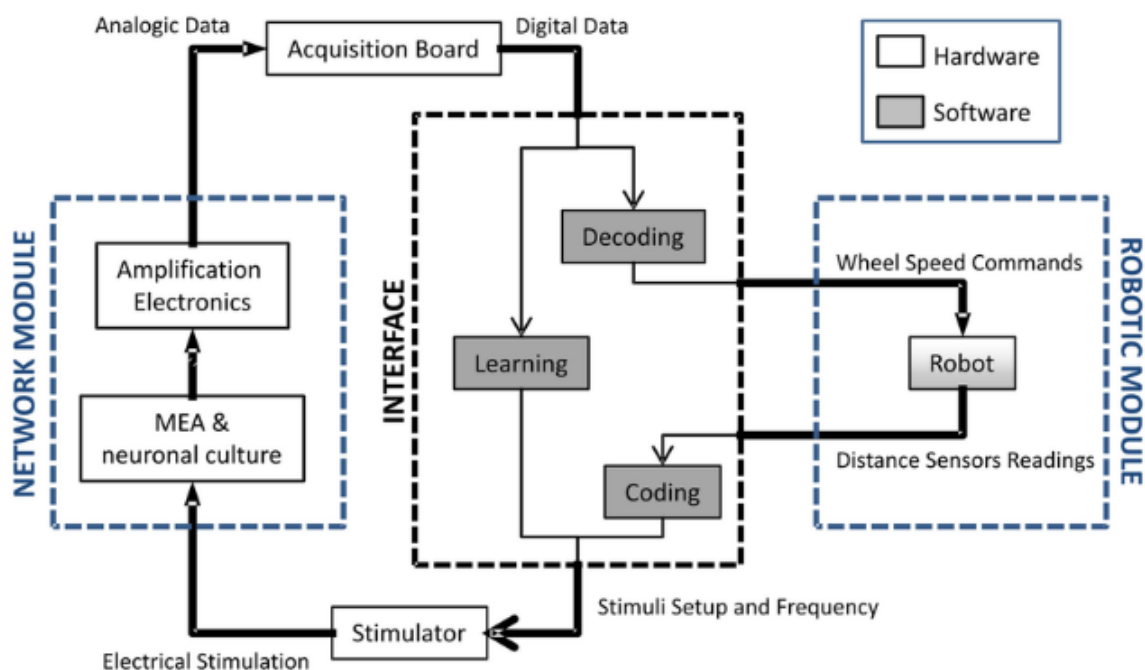 Analogic Data
Acquisition Board
Digital Data
Hardware
Software
NETWORK MODULE
Amplification
Electronics
MEA &
neuronal culture
INTERFACE
Decoding
Learning
Coding
Wheel Speed Commands
Robot
Distance Sensors Readings
ROBOTIC MODULE
Stimuli Setup and Frequency
Stimulator
Electrical Stimulation